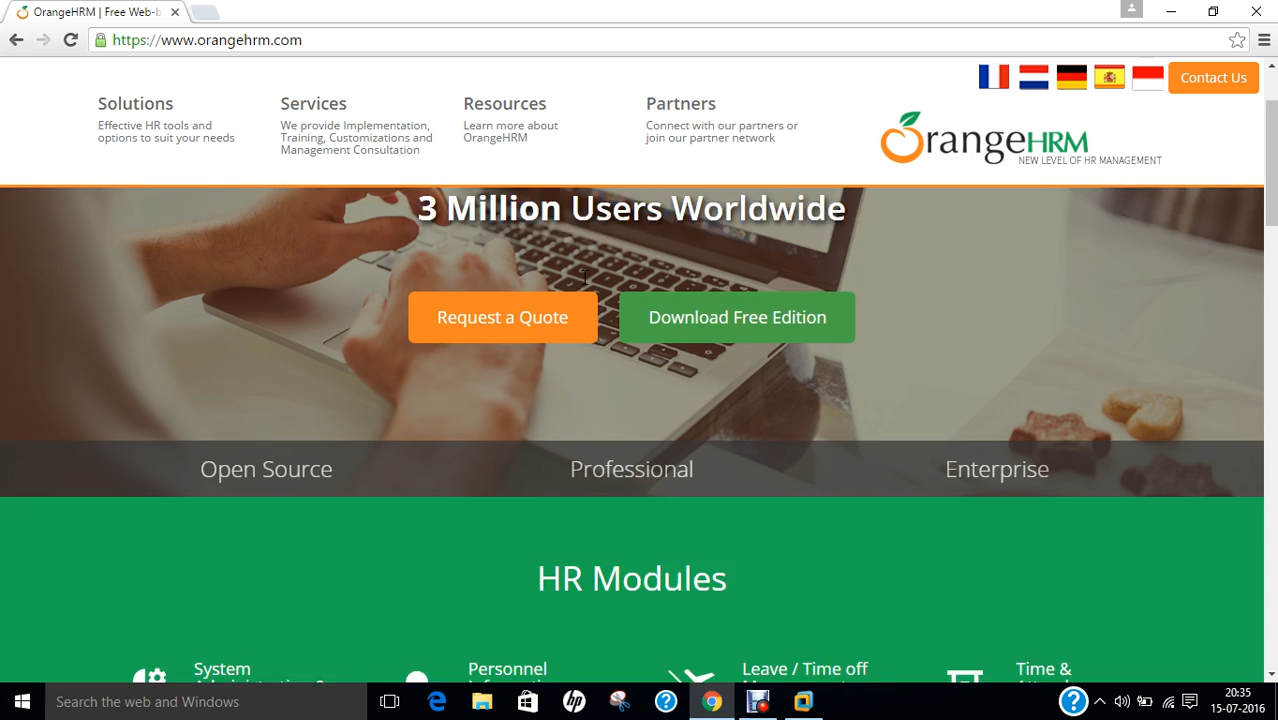 OrangeHRM | Free Web-b
https://www.orangehrm.com
Contact Us
Solutions
Effective HR tools and
options to suit your needs
Services
We provide Implementation,
Training, Customizations and
Management Consultation
Resources
Learn more about
OrangeHRM
Partners
Connect with our partners or
join our partner network
OrangeHRM
NEW LEVEL OF HR MANAGEMENT
3 Million Users Worldwide
Request a Quote
Download Free Edition
Open Source
Professional
Enterprise
HR Modules
System
Personnel
Leave / Time off
Time &
Search the web and Windows
20:35
15-07-2016